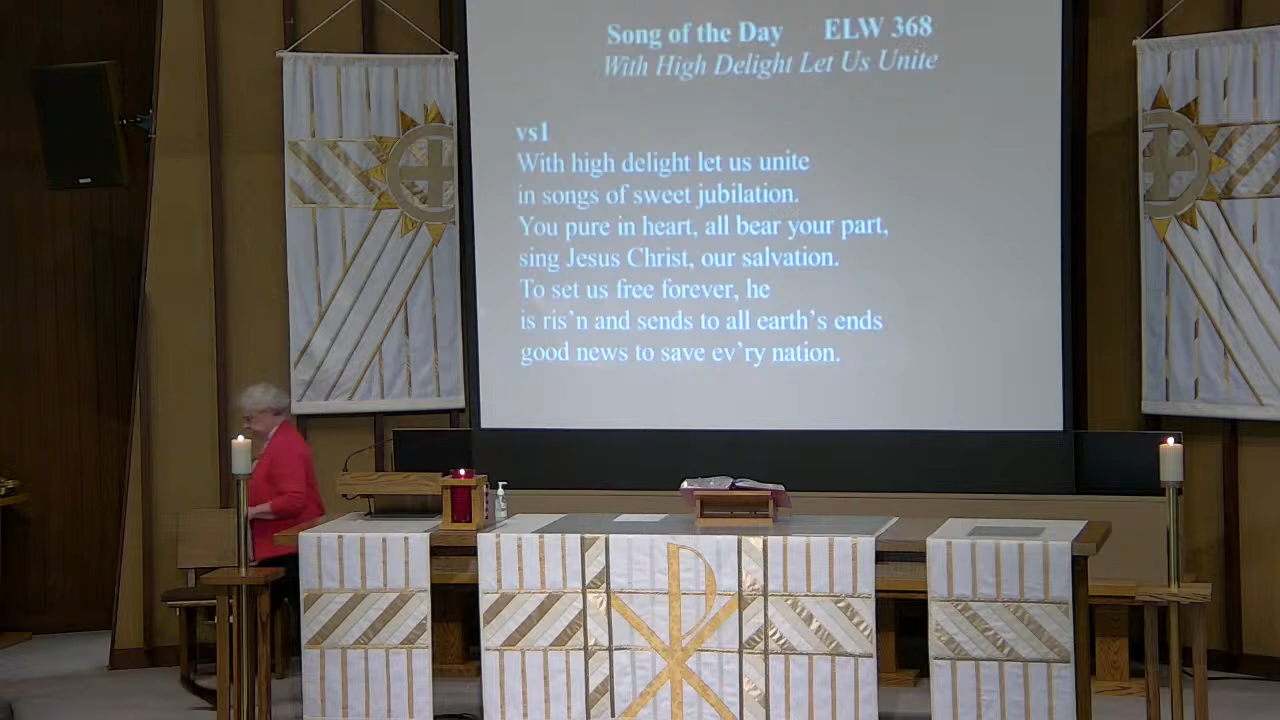 Song of the Day ELW 368
With High Delight Let Us Unite
vs1
With high delight let us unite
in songs of sweet jubilation.
You pure in heart, all bear your part,
sing Jesus Christ, our salvation.
To set us free forever, he
is ris’n and sends to all earth’s ends
good news to save ev’ry nation.